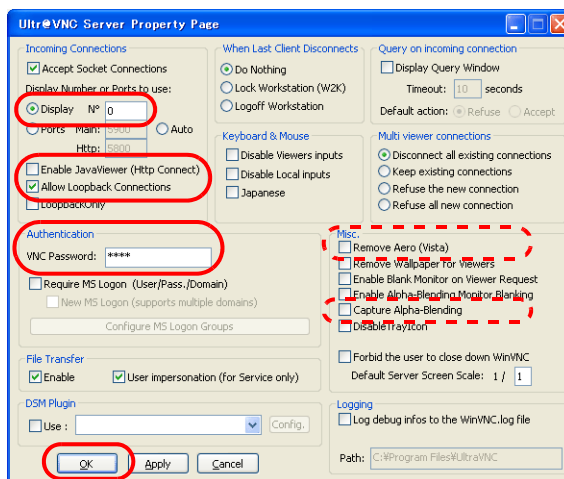 Ultr@VNC Server Property Page
Incoming Connections
Accept Socket Connections
Display Number or Ports to use:
Display N° 0
Ports Main: 5900 Auto
Http: 5800
Enable JavaViewer (Http Connect)
Allow Loopback Connections
LoopbackOnly
When Last Client Disconnects
Do Nothing
Lock Workstation (W2K)
Logoff Workstation
Keyboard & Mouse
Disable Viewers inputs
Disable Local inputs
Japanese
Query on incoming connection
Display Query Window
Timeout: 10 seconds
Default action: Refuse Accept
Multi viewer connections
Disconnect all existing connections
Keep existing connections
Refuse the new connection
Refuse all new connection
Authentication
VNC Password: ****
Require MS Logon (User/Pass./Domain)
New MS Logon (supports multiple domains)
Configure MS Logon Groups
Misc.
Remove Aero (Vista)
Remove Wallpaper for Viewers
Enable Blank Monitor on Viewer Request
Enable Alpha-Blending Monitor Blanking
Capture Alpha-Blending
DisableTrayIcon
Forbid the user to close down WinVNC
Default Server Screen Scale: 1 / 1
File Transfer
Enable User impersonation (for Service only)
DSM Plugin
Use : Config.
Logging
Log debug infos to the WinVNC.log file
Path: C:¥Program Files¥UltraVNC
OK Apply Cancel